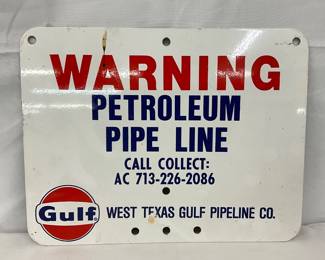 WARNING
PETROLEUM
PIPE LINE
CALL COLLECT:
AC 713-226-2086
Gulf WEST TEXAS GULF PIPELINE CO.